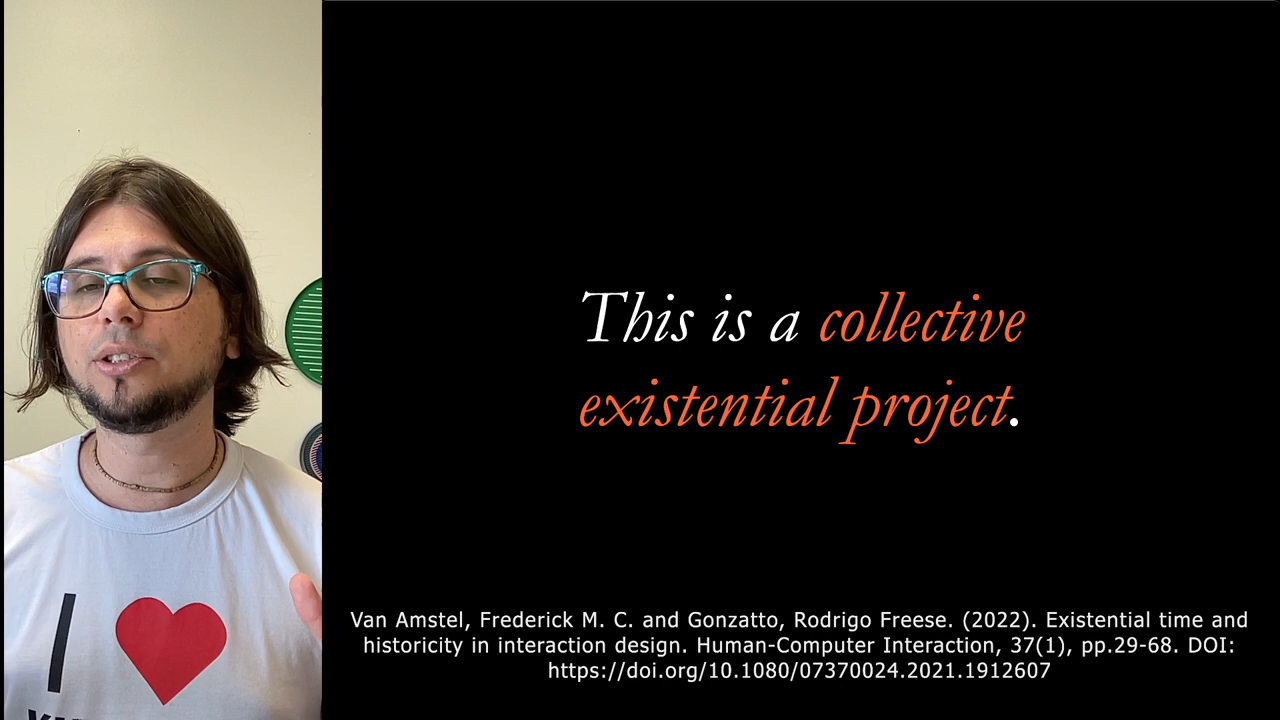 This is a collective
existential project.
Van Amstel, Frederick M. C. and Gonzatto, Rodrigo Freese. (2022). Existential time and
historicity in interaction design. Human-Computer Interaction, 37(1), pp.29-68. DOI:
https://doi.org/10.1080/07370024.2021.1912607
I